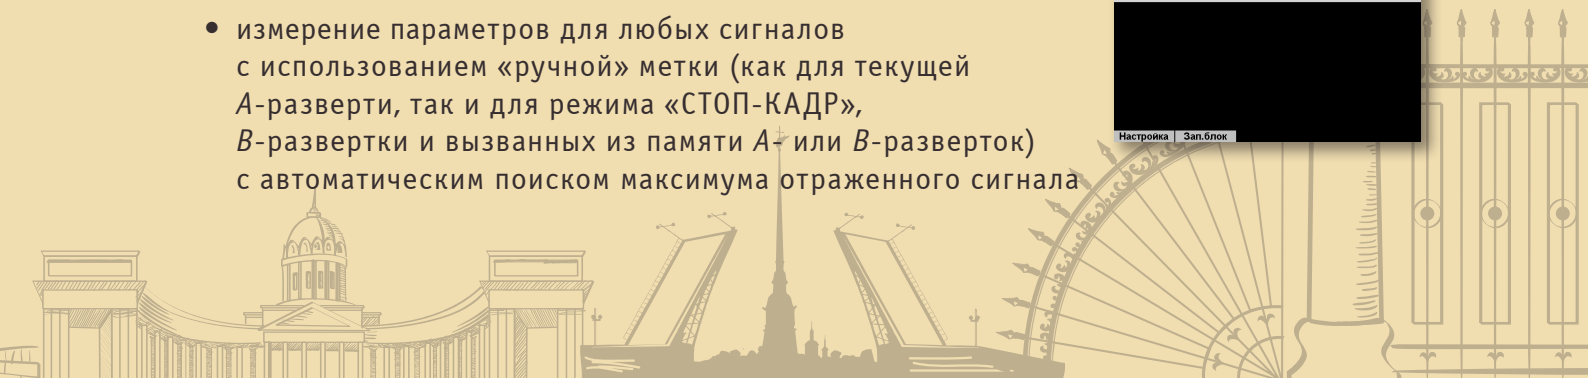 • измерение параметров для любых сигналов
с использованием «ручной» метки (как для текущей
А-разверти, так и для режима «СТОП-КАДР»,
В-развертки и вызванных из памяти А- или В-разверток)
с автоматическим поиском максимума отраженного сигнала
Настройка Зап.блок